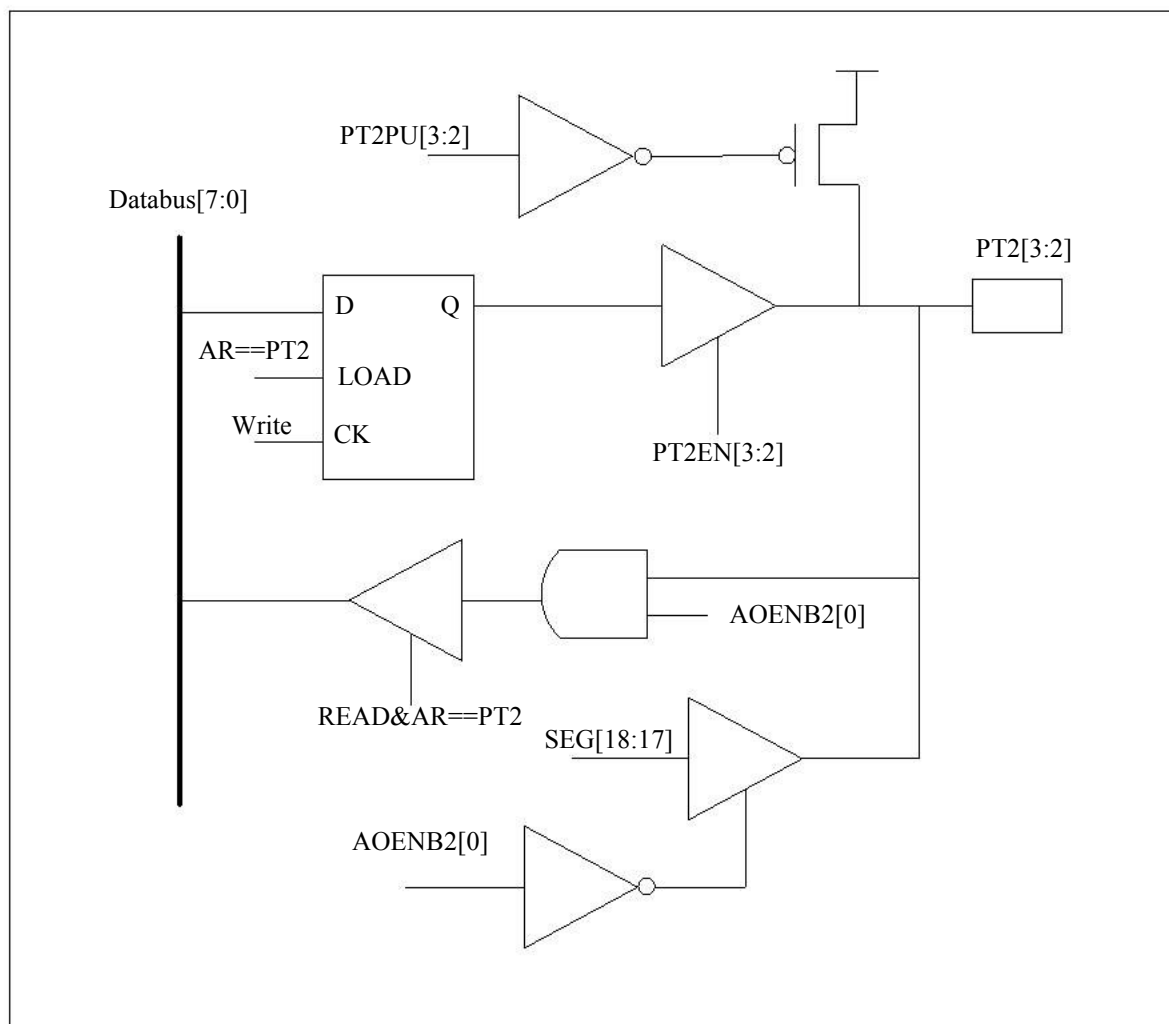 PT2PU[3:2]
Databus[7:0]
PT2[3:2]
D
Q
AR==PT2
LOAD
Write
CK
PT2EN[3:2]
AOENB2[0]
READ&AR==PT2
SEG[18:17]
AOENB2[0]